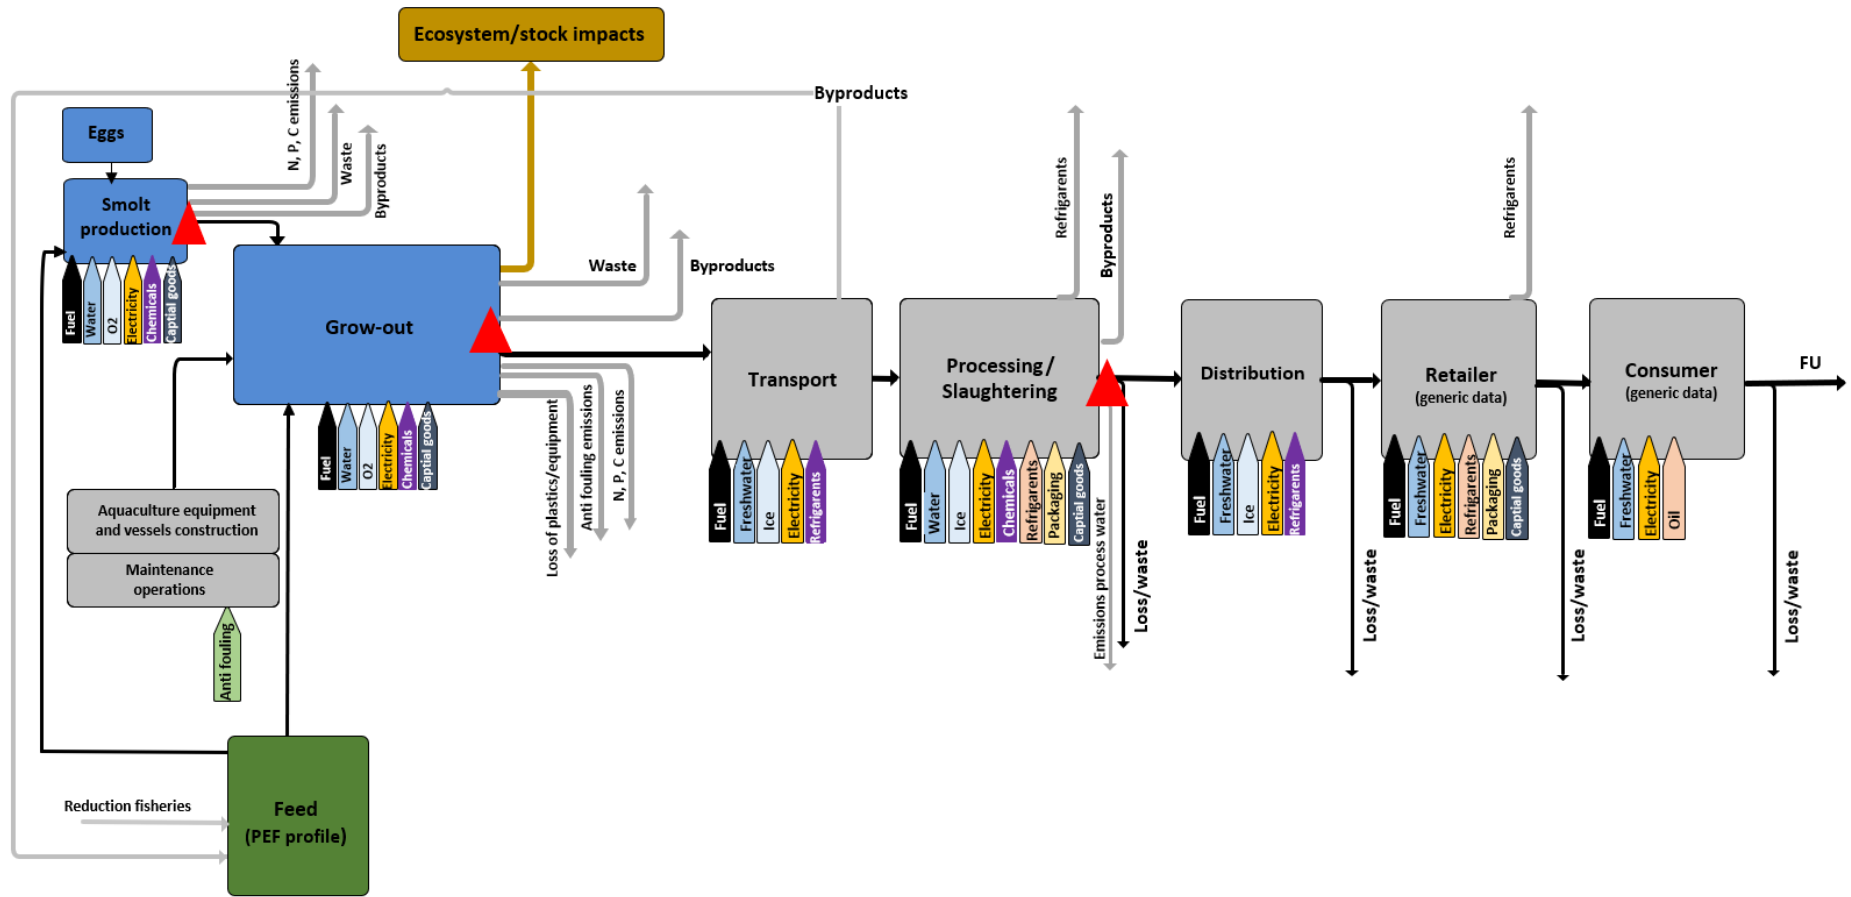 Ecosystem/stock impacts
Byproducts
Eggs
N, P, C emissions
Waste
Byproducts
Smolt
production
Fuel
Water
O2
Electricity
Chemicals
Captial goods
Grow-out
Waste
Byproducts
Fuel
Water
O2
Electricity
Chemicals
Captial goods
Loss of plastics/equipment
Anti fouling emissions
N, P, C emissions
Aquaculture equipment
and vessels construction
Maintenance
operations
Anti fouling
Feed
(PEF profile)
Reduction fisheries
Transport
Fuel
Freshwater
Ice
Electricity
Refrigarents
Processing/
Slaughtering
Refrigarents
Byproducts
Fuel
Water
Ice
Electricity
Chemicals
Refrigarents
Packaging
Captial goods
Emissions process water
Loss/waste
Distribution
Fuel
Freshwater
Ice
Electricity
Refrigarents
Loss/waste
Retailer
(generic data)
Refrigarents
Fuel
Freshwater
Electricity
Refrigarents
Packaging
Captial goods
Loss/waste
Consumer
(generic data)
Fuel
Freshwater
Electricity
Oil
Loss/waste
FU